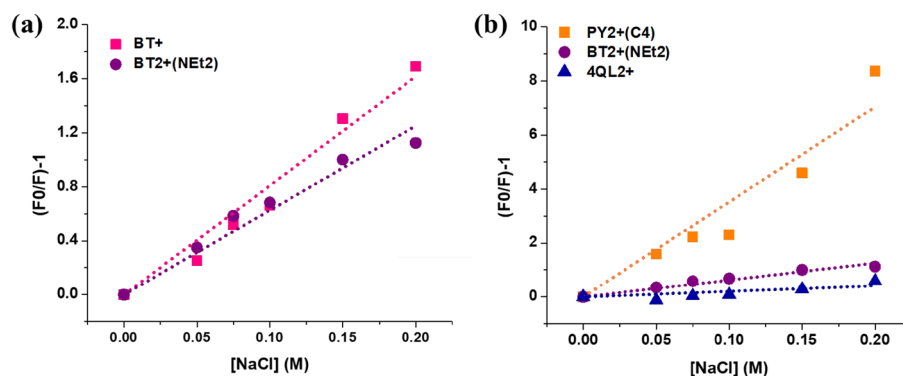 (a)
BT+
BT2+(NEt2)
(F0/F)-1
2.0
1.6
1.2
0.8
0.4
0.0
0.00 0.05 0.10 0.15 0.20
[NaCl] (M)
(b)
PY2+(C4)
BT2+(NEt2)
4QL2+
(F0/F)-1
10
8
6
4
2
0
0.00 0.05 0.10 0.15 0.20
[NaCl] (M)